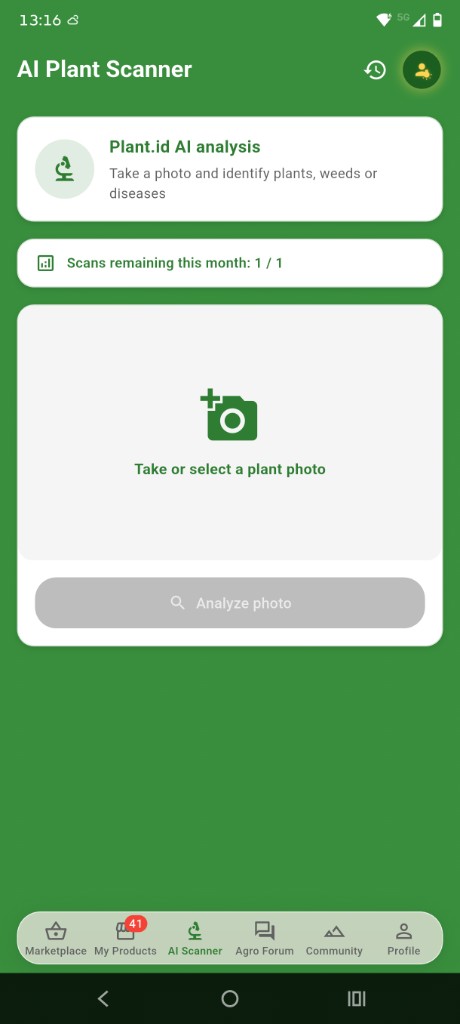 13:16
5G
AI Plant Scanner
Plant.id AI analysis
Take a photo and identify plants, weeds or
diseases
Scans remaining this month: 1 / 1
Take or select a plant photo
Analyze photo
41
Marketplace My Products AI Scanner Agro Forum Community Profile